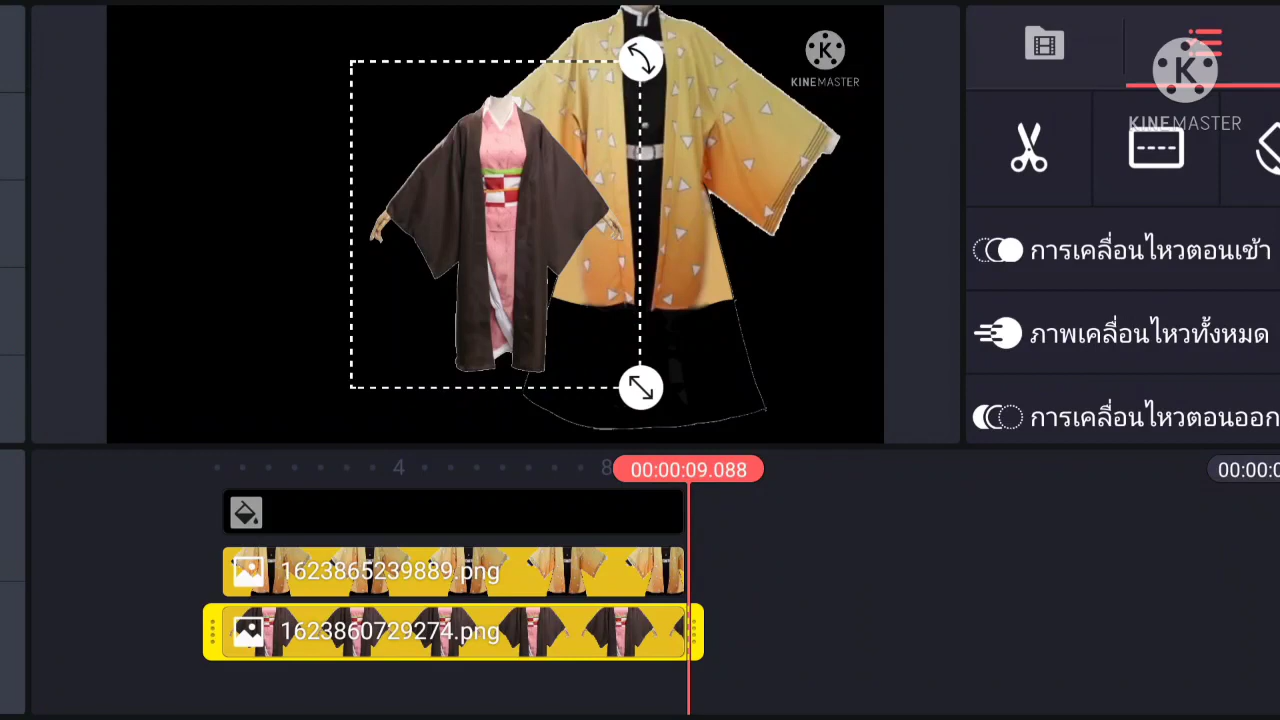 KINEMASTER
KINEMASTER
การเคลื่อนไหวตอนเข้า
ภาพเคลื่อนไหวทั้งหมด
การเคลื่อนไหวตอนออก
4
8
00:00:09.088
00:00:0
1623865239889.png
1623860729274.png